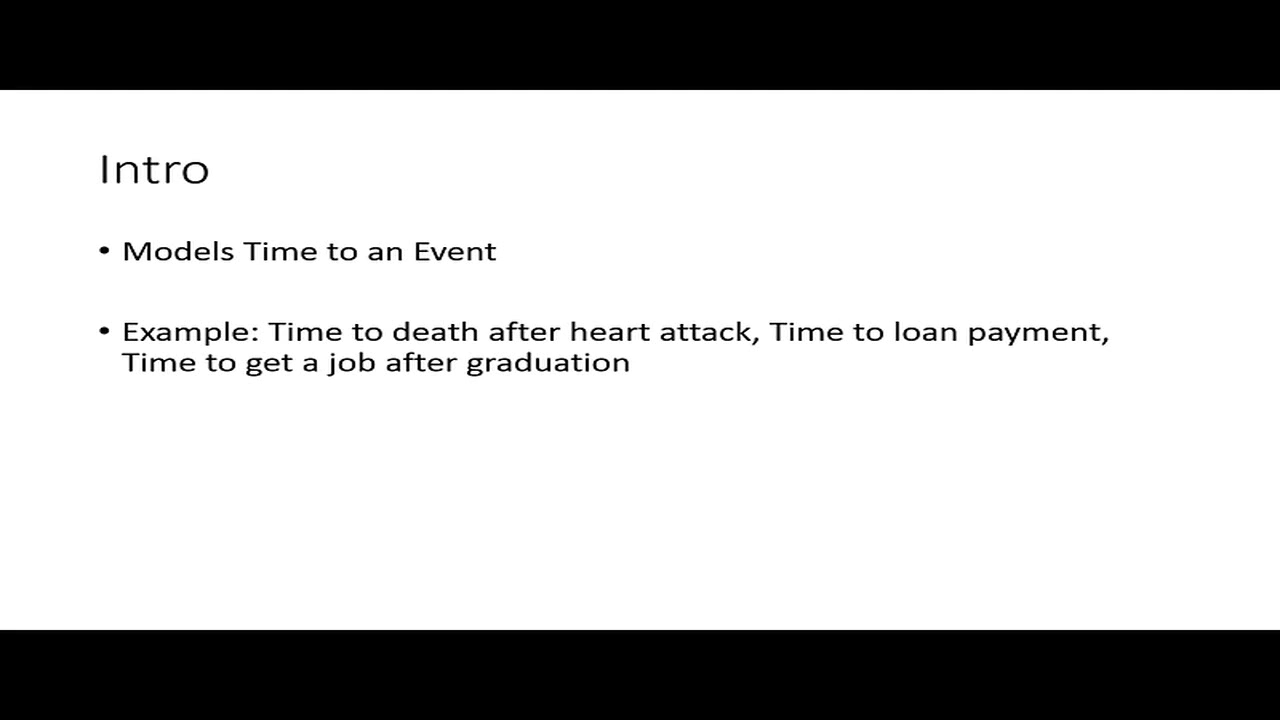 Intro
• Models Time to an Event
• Example: Time to death after heart attack, Time to loan payment,
Time to get a job after graduation